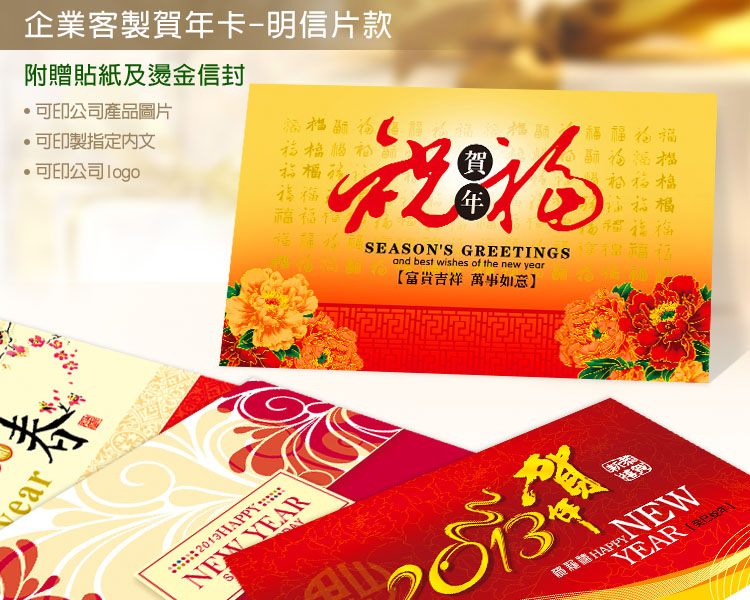 企業客製賀年卡-明信片款
附贈貼紙及燙金信封
• 可印公司產品圖片
• 可印製指定內文
• 可印公司logo
祝福
賀年
SEASON'S GREETINGS
and best wishes of the new year
【富貴吉祥 萬事如意】
春
year
2013HAPPY
NEW YEAR
賀
2013年
HAPPY NEW
YEAR